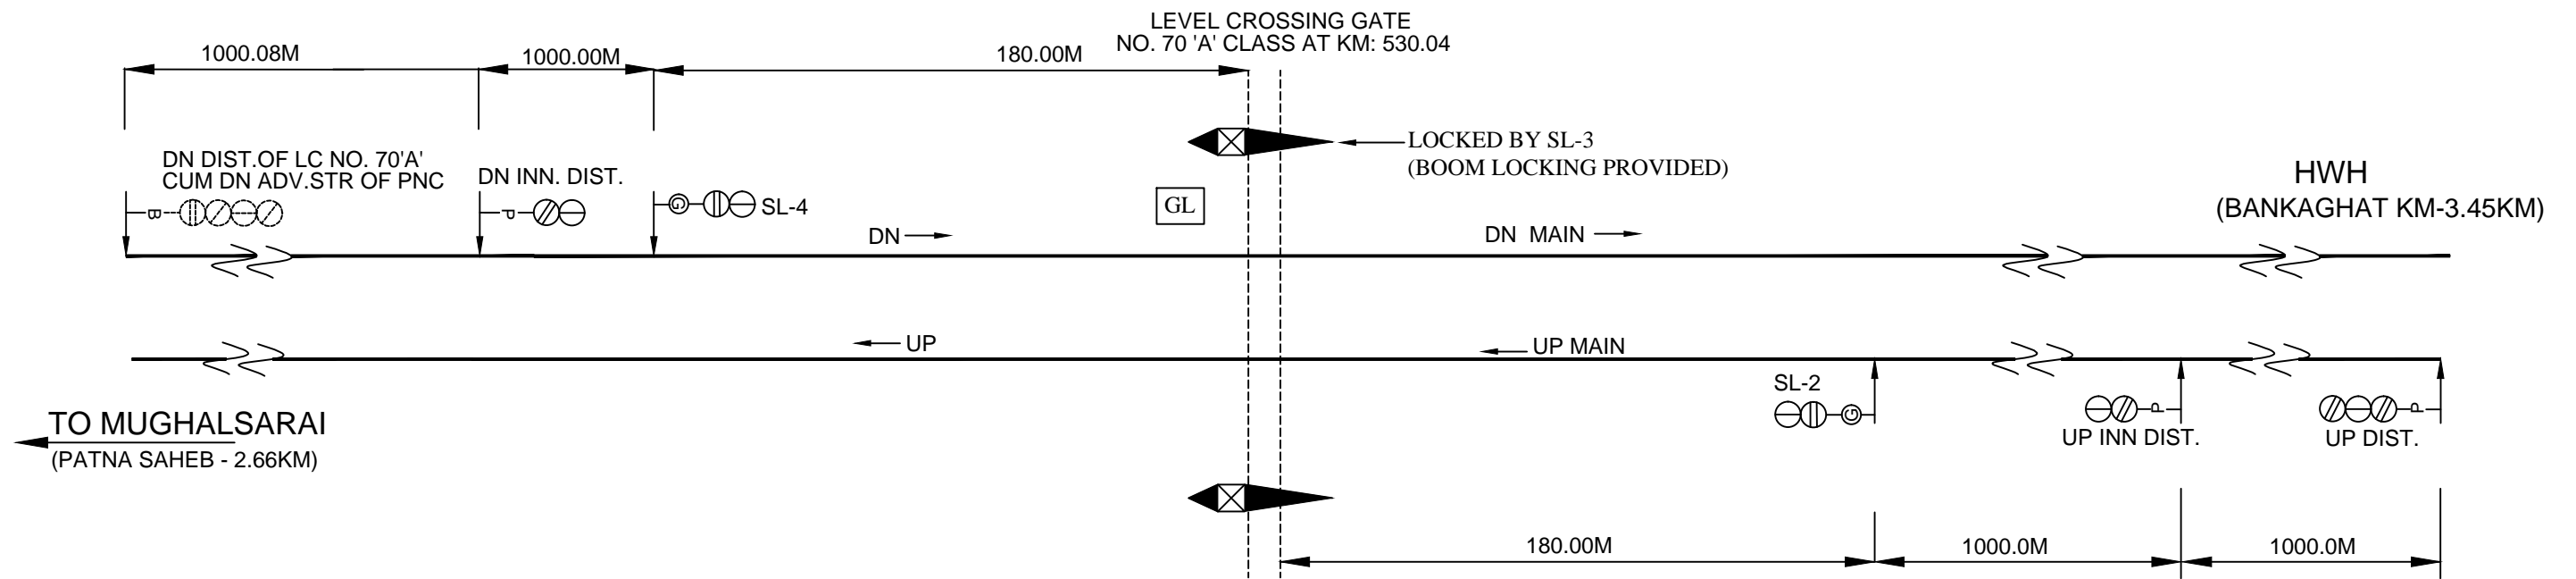 LEVEL CROSSING GATE
NO. 70 'A' CLASS AT KM: 530.04
1000.08M
1000.00M
180.00M
LOCKED BY SL-3
(BOOM LOCKING PROVIDED)
DN DIST.OF LC NO. 70'A'
CUM DN ADV.STR OF PNC
DN INN. DIST.
HWH
(BANKAGHAT KM-3.45KM)
B
P
G
SL-4
GL
DN
DN MAIN
UP
UP MAIN
SL-2
G
P
P
UP INN DIST.
UP DIST.
TO MUGHALSARAI
(PATNA SAHEB - 2.66KM)
180.00M
1000.0M
1000.0M